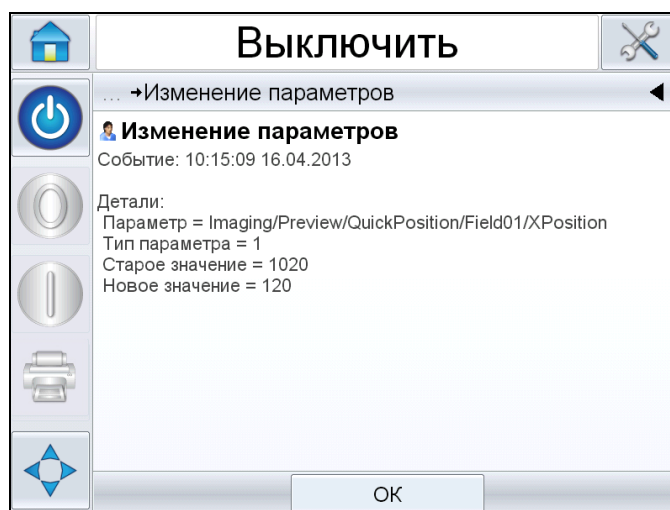 Выключить
... →Изменение параметров
Изменение параметров
Событие: 10:15:09 16.04.2013
Детали:
Параметр = Imaging/Preview/QuickPosition/Field01/XPosition
Тип параметра = 1
Старое значение = 1020
Новое значение = 120
ОК